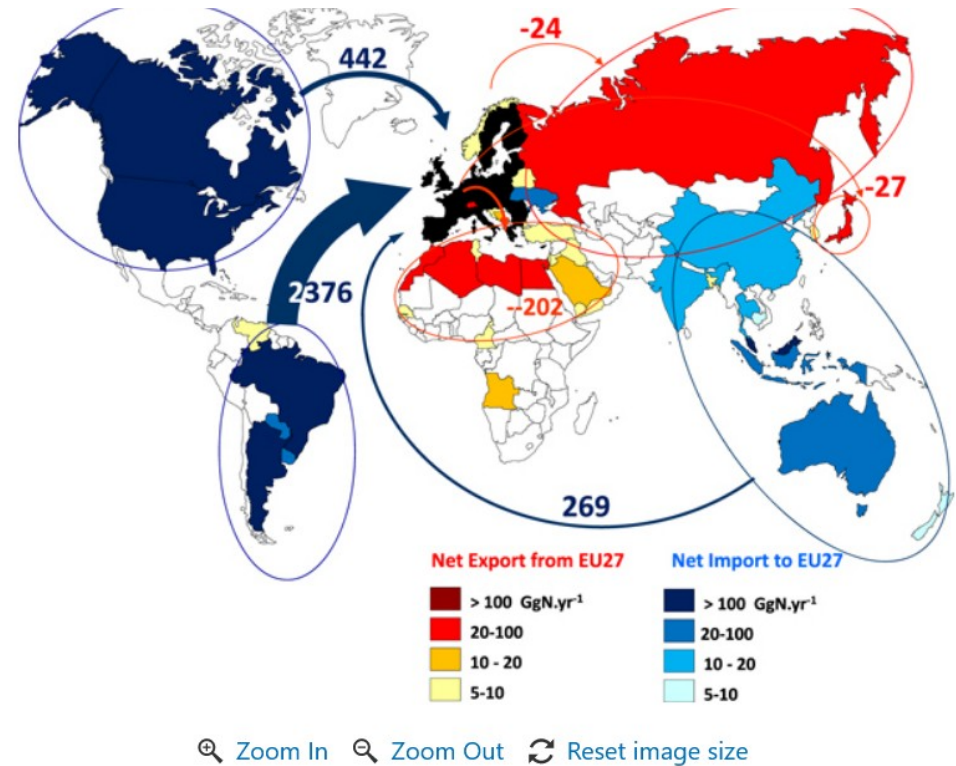 -24
442
-27
2376
--202
269
Net Export from EU27
> 100 GgN.yr-1
20-100
10 - 20
5-10
Net Import to EU27
> 100 GgN.yr-1
20-100
10 - 20
5-10
Zoom In Zoom Out Reset image size